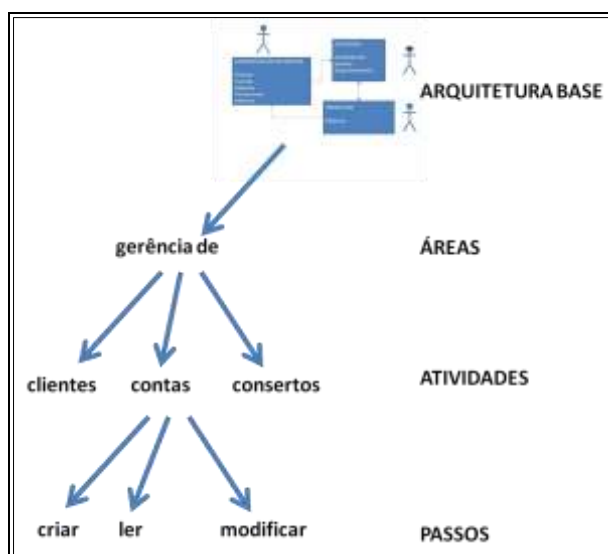 ARQUITETURA BASE
gerência de
ÁREAS
clientes
contas
consertos
ATIVIDADES
criar
ler
modificar
PASSOS